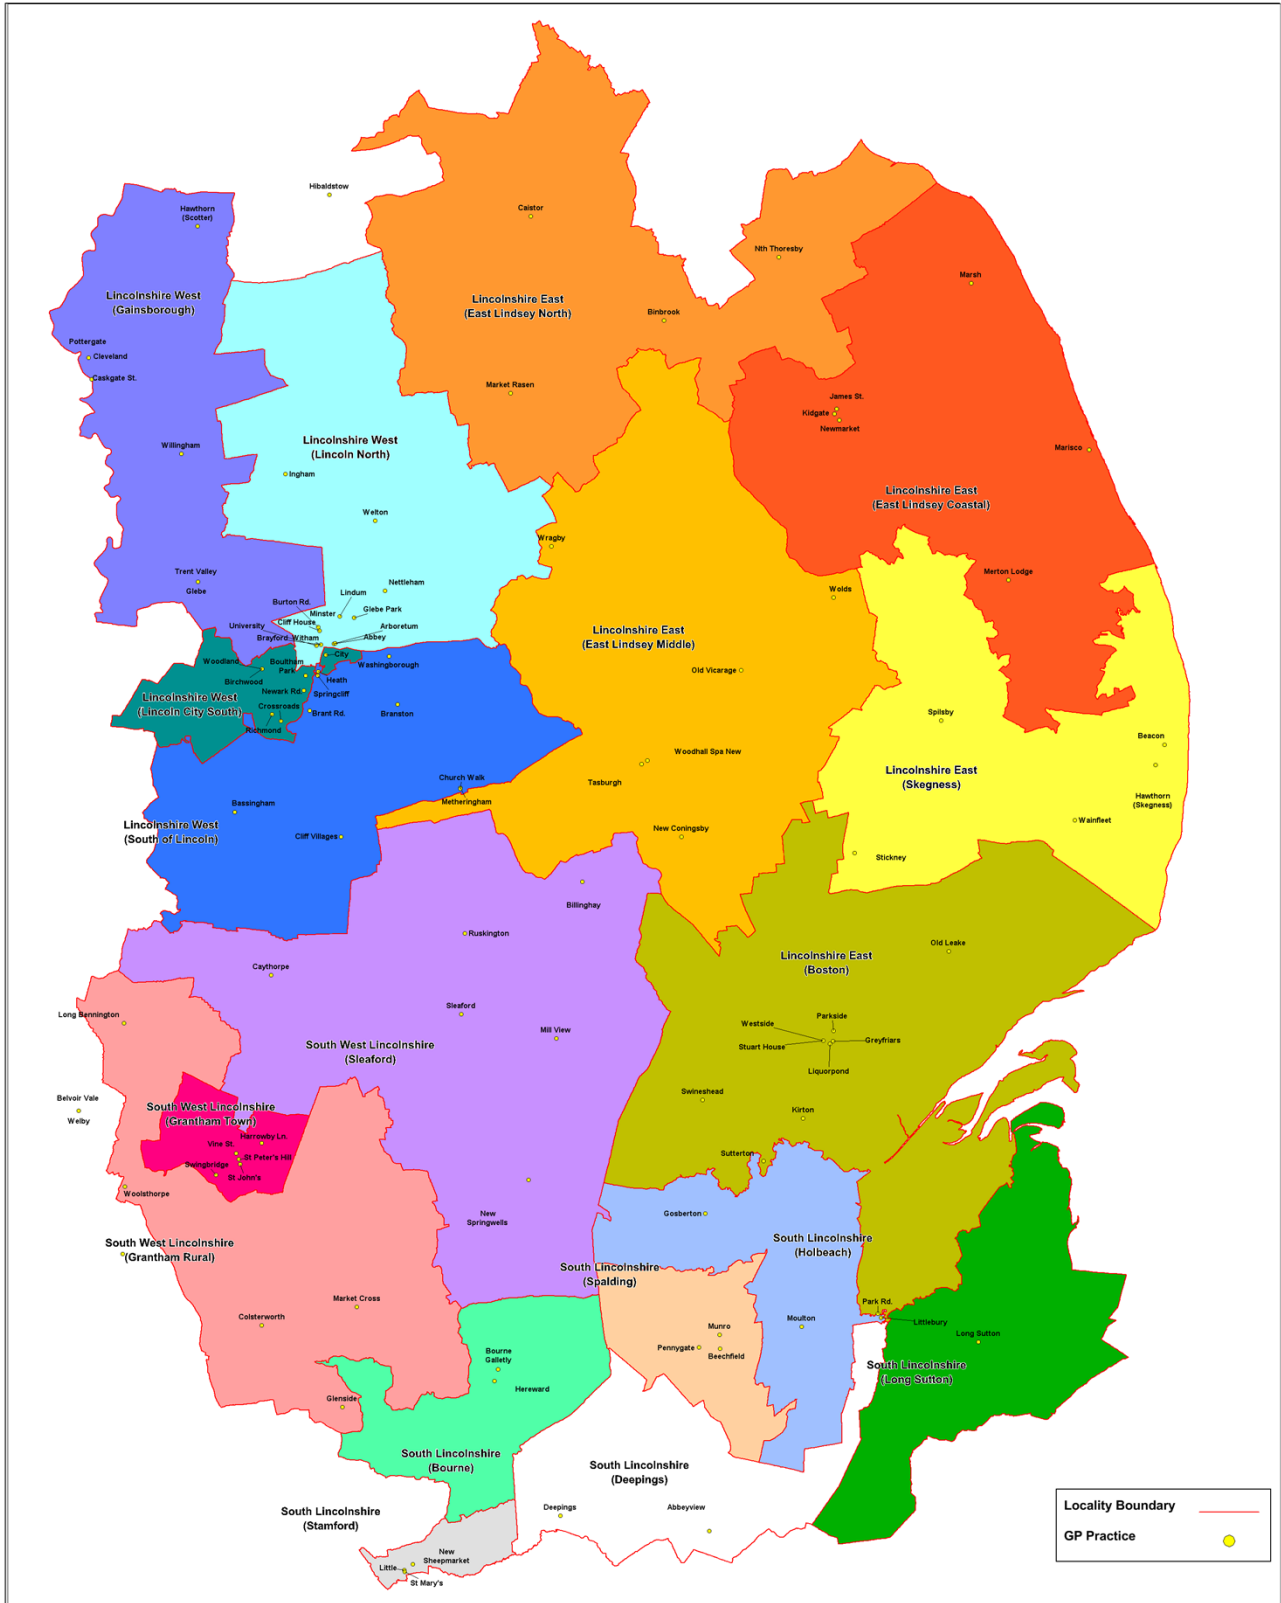 Hibaldstow
Hawthorn
(Scotter)
Caistor
Nth Thoresby
Marsh
Lincolnshire West
(Gainsborough)
Lincolnshire East
(East Lindsey North)
Binbrook
Pottergate
Cleveland
Caskgate St.
Market Rasen
James St.
Kidgate
Newmarket
Lincolnshire West
(Lincoln North)
Willingham
Marisco
Ingham
Lincolnshire East
(East Lindsey Coastal)
Welton
Wragby
Trent Valley
Glebe
Merton Lodge
Nettleham
Lindum
Wolds
Burton Rd.
Minster
Glebe Park
Cliff House
University
Arboretum
Brayford
Witham
Abbey
Lincolnshire East
(East Lindsey Middle)
City
Woodland
Boultham
Park
Washingborough
Old Vicarage
Birchwood
Heath
Newark Rd.
Springcliff
Lincolnshire West
(Lincoln City South)
Crossroads
Brant Rd.
Branston
Richmond
Spilsby
Beacon
Woodhall Spa New
Tasburgh
Lincolnshire East
(Skegness)
Church Walk
Metheringham
Hawthorn
(Skegness)
Bassingham
Lincolnshire West
(South of Lincoln)
Cliff Villages
New Coningsby
Wainfleet
Stickney
Billinghay
Ruskington
Old Leake
Lincolnshire East
(Boston)
Caythorpe
Long Bennington
Sleaford
Parkside
Westside
Mill View
Stuart House
Greyfriars
South West Lincolnshire
(Sleaford)
Liquorpond
Belvoir Vale
Welby
Swineshead
South West Lincolnshire
(Grantham Town)
Kirton
Harrowby Ln.
Vine St.
St Peter's Hill
Swingbridge
St John's
Sutterton
Woolsthorpe
New
Springwells
Gosberton
South West Lincolnshire
(Grantham Rural)
South Lincolnshire
(Holbeach)
South Lincolnshire
(Spalding)
Market Cross
Park Rd.
Colsterworth
Moulton
Littlebury
Munro
Long Sutton
Pennygate
Beechfield
Bourne
Galletly
South Lincolnshire
(Long Sutton)
Hereward
Glenside
South Lincolnshire
(Bourne)
South Lincolnshire
(Deepings)
South Lincolnshire
(Stamford)
Deepings
Abbeyview
New
Sheepmarket
Little
St Mary's
Locality Boundary
GP Practice